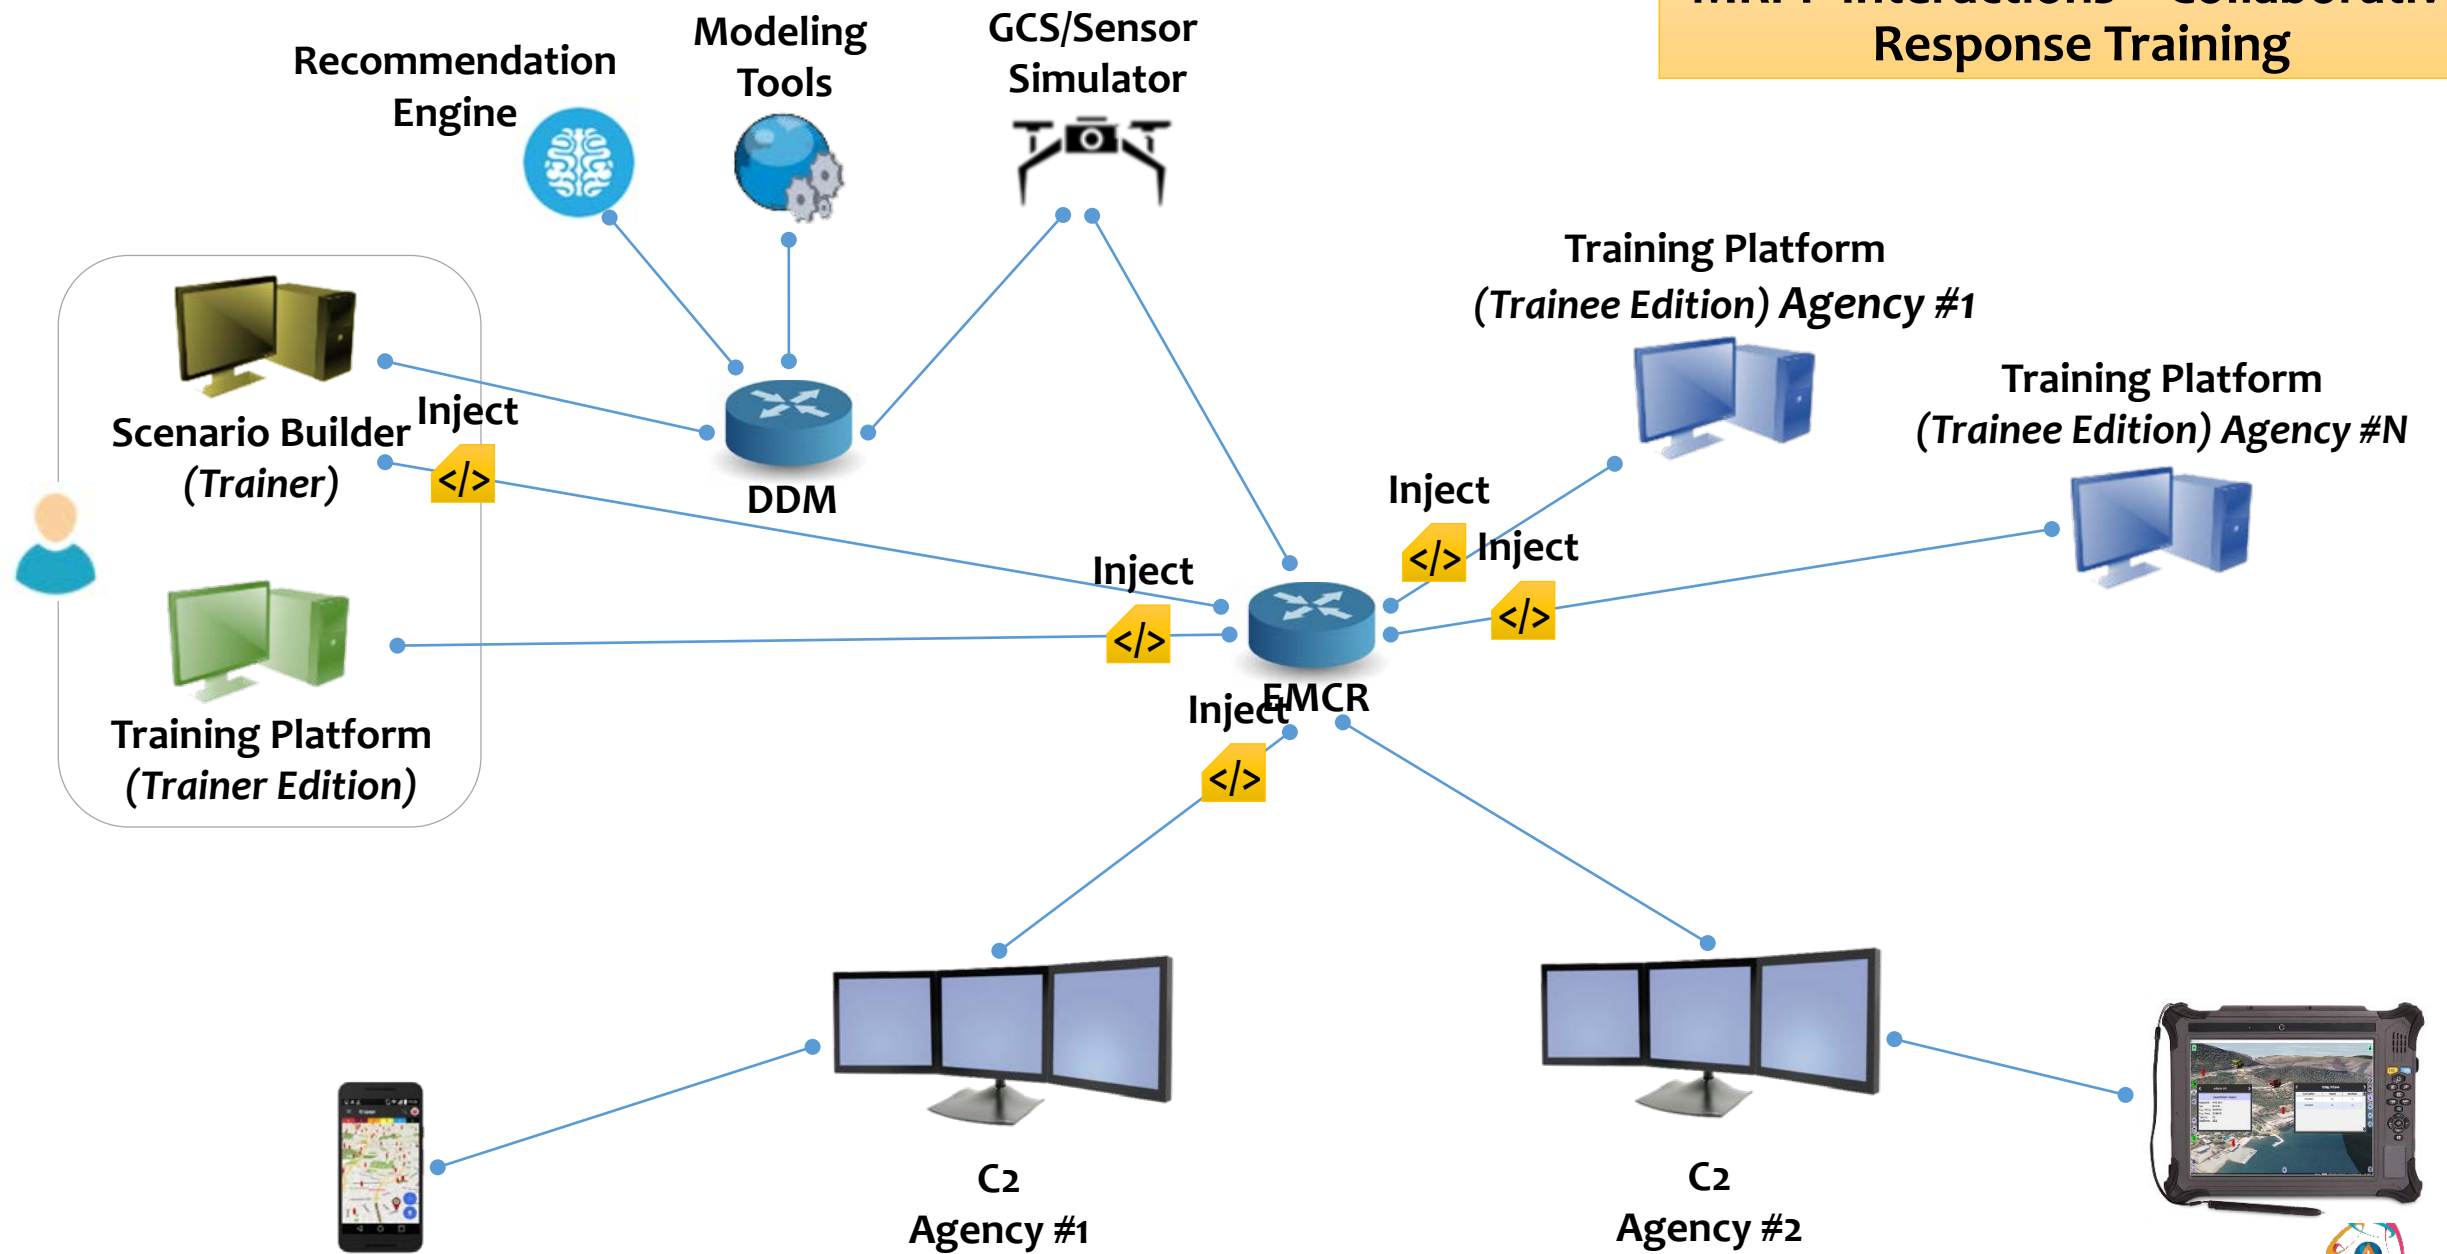 Response Training
Recommendation
Engine
Modeling
Tools
GCS/Sensor
Simulator
Training Platform
(Trainee Edition) Agency #1
Training Platform
(Trainee Edition) Agency #N
Scenario Builder
(Trainer)
Inject
</>
DDM
Inject
</>
Inject
</>
Inject
</>
EMCR
Inject
</>
Training Platform
(Trainer Edition)
C2
Agency #1
C2
Agency #2